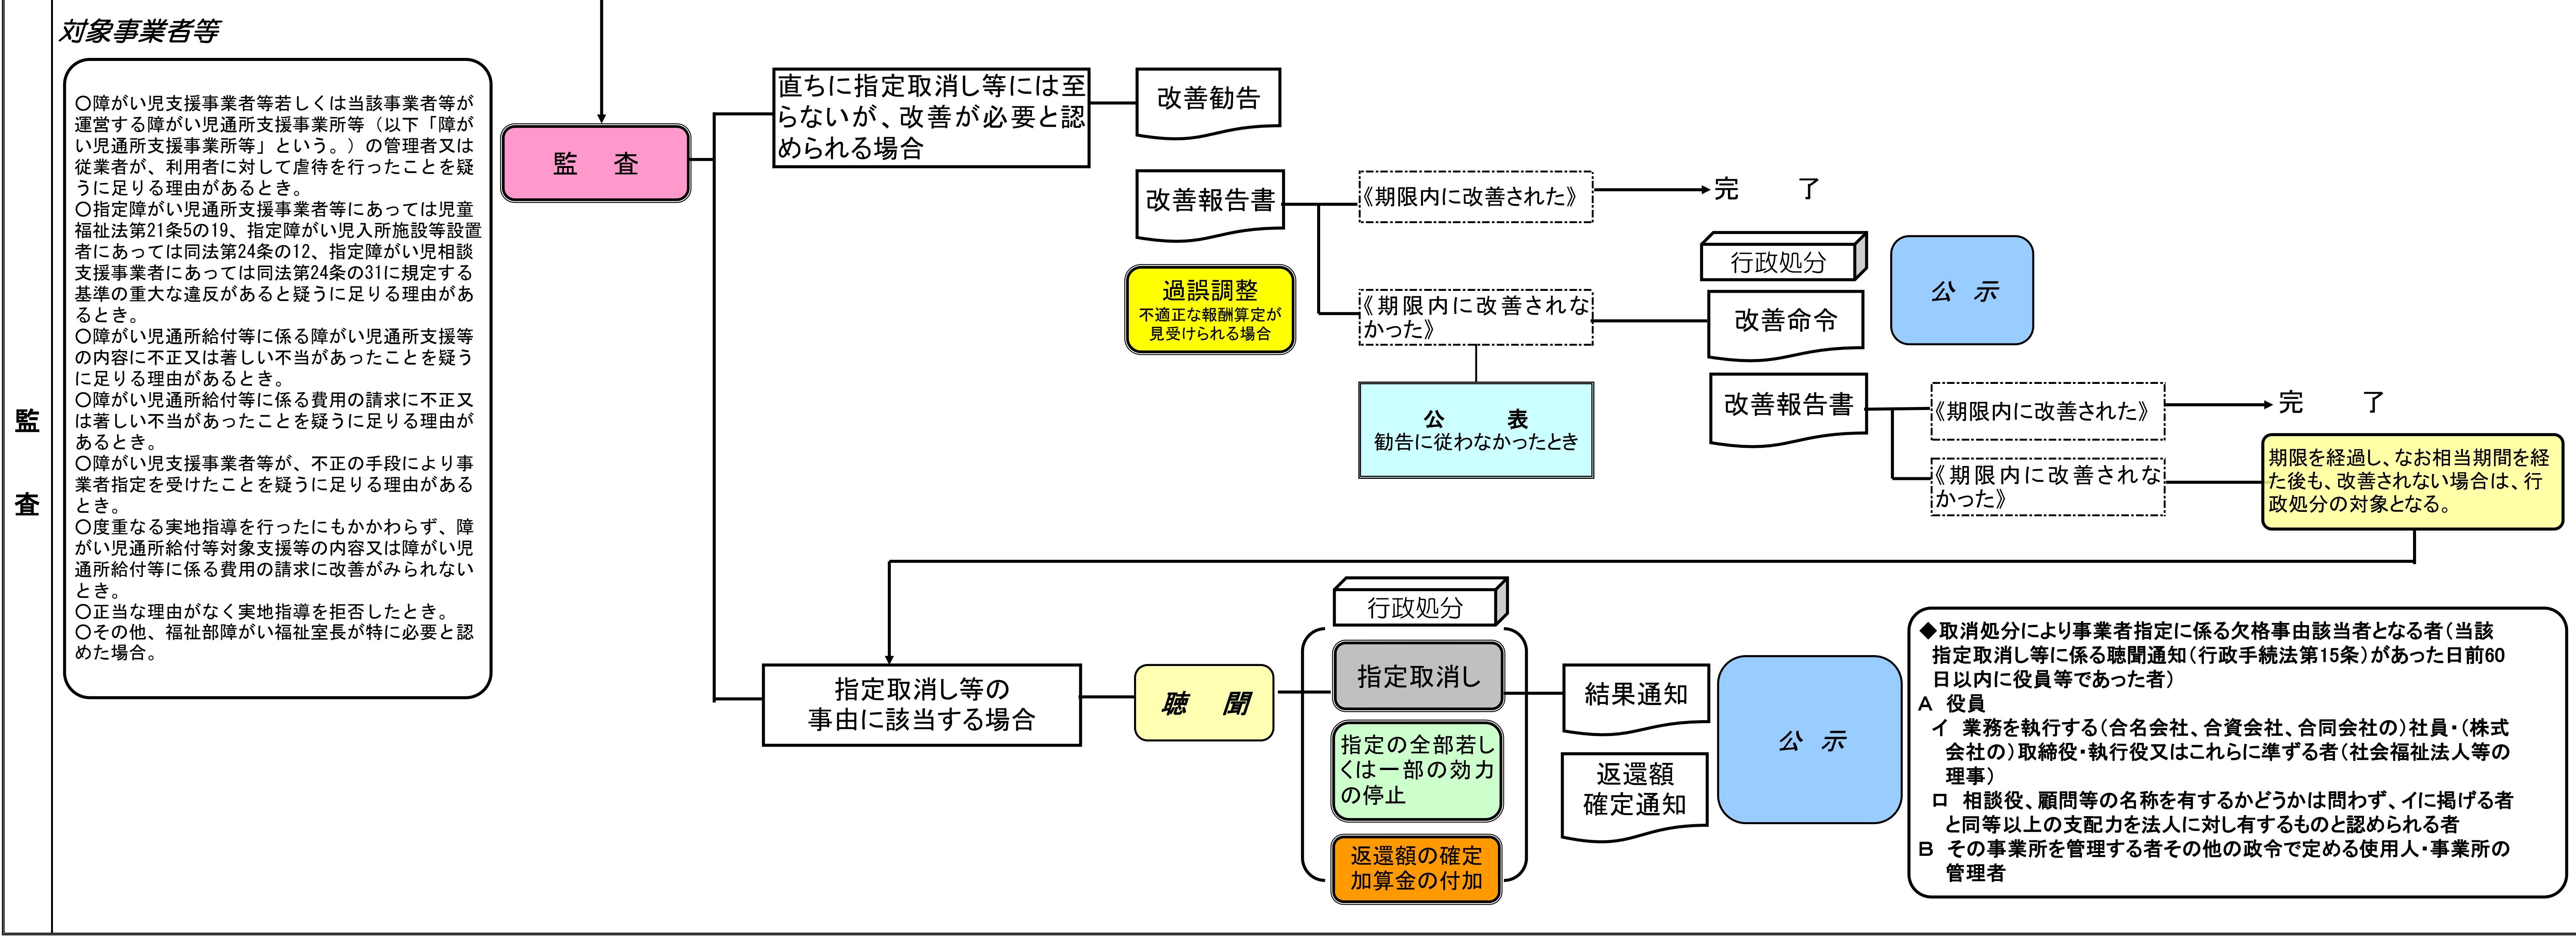 監査
対象事業者等
〇障がい児支援事業者等若しくは当該事業者等が
運営する障がい児通所支援事業所等（以下「障が
い児通所支援事業所等」という。）の管理者又は
従業者が、利用者に対して虐待を行ったことを疑
うに足りる理由があるとき。
〇指定障がい児通所支援事業者等にあっては児童
福祉法第21条5の19、指定障がい児入所施設等設置
者にあっては同法第24条の12、指定障がい児相談
支援事業者にあっては同法第24条の31に規定する
基準の重大な違反があると疑うに足りる理由があ
るとき。
〇障がい児通所給付等に係る障がい児通所支援等
の内容に不正又は著しい不当があったことを疑う
に足りる理由があるとき。
〇障がい児通所給付等に係る費用の請求に不正又
は著しい不当があったことを疑うに足りる理由が
あるとき。
〇障がい児支援事業者等が、不正の手段により事
業者指定を受けたことを疑うに足りる理由がある
とき。
〇度重なる実地指導を行ったにもかかわらず、障
がい児通所給付等対象支援等の内容又は障がい児
通所給付等に係る費用の請求に改善がみられない
とき。
〇正当な理由がなく実地指導を拒否したとき。
〇その他、福祉部障がい福祉室長が特に必要と認
めた場合。
監　査
直ちに指定取消し等には至
らないが、改善が必要と認
められる場合
改善勧告
改善報告書
《期限内に改善された》
完　了
過誤調整
不適正な報酬算定が
見受けられる場合
《期限内に改善されな
かった》
行政処分
改善命令
公　示
公　表
勧告に従わなかったとき
改善報告書
《期限内に改善された》
完　了
《期限内に改善されな
かった》
期限を経過し、なお相当期間を経
た後も、改善されない場合は、行
政処分の対象となる。
指定取消し等の
事由に該当する場合
聴　聞
行政処分
指定取消し
指定の全部若し
くは一部の効力
の停止
返還額の確定
加算金の付加
結果通知
返還額
確定通知
公　示
◆取消処分により事業者指定に係る欠格事由該当者となる者（当該
指定取消し等に係る聴聞通知（行政手続法第15条）があった日前60
日以内に役員等であった者）
Ａ　役員
イ　業務を執行する（合名会社、合資会社、合同会社の）社員・（株式
会社の）取締役・執行役又はこれらに準ずる者（社会福祉法人等の
理事）
ロ　相談役、顧問等の名称を有するかどうかは問わず、イに掲げる者
と同等以上の支配力を法人に対し有するものと認められる者
Ｂ　その事業所を管理する者その他の政令で定める使用人・事業所の
管理者